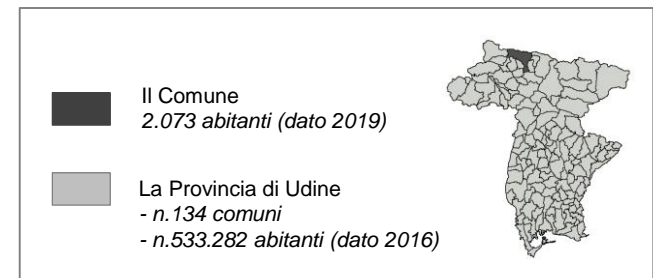 Il Comune
2.073 abitanti (dato 2019)
La Provincia di Udine
- n.134 comuni
- n.533.282 abitanti (dato 2016)